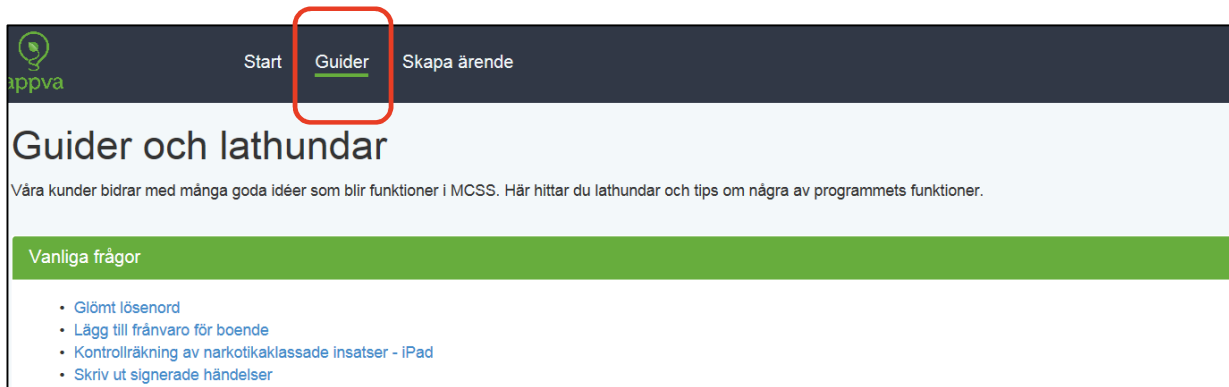 Start Guider Skapa ärende
appva
Guider och lathundar
Våra kunder bidrar med många goda idéer som blir funktioner i MCSS. Här hittar du lathundar och tips om några av programmets funktioner.
Vanliga frågor
• Glömt lösenord
• Lägg till frånvaro för boende
• Kontrollräkning av narkotikaklassade insatser - iPad
• Skriv ut signerade händelser